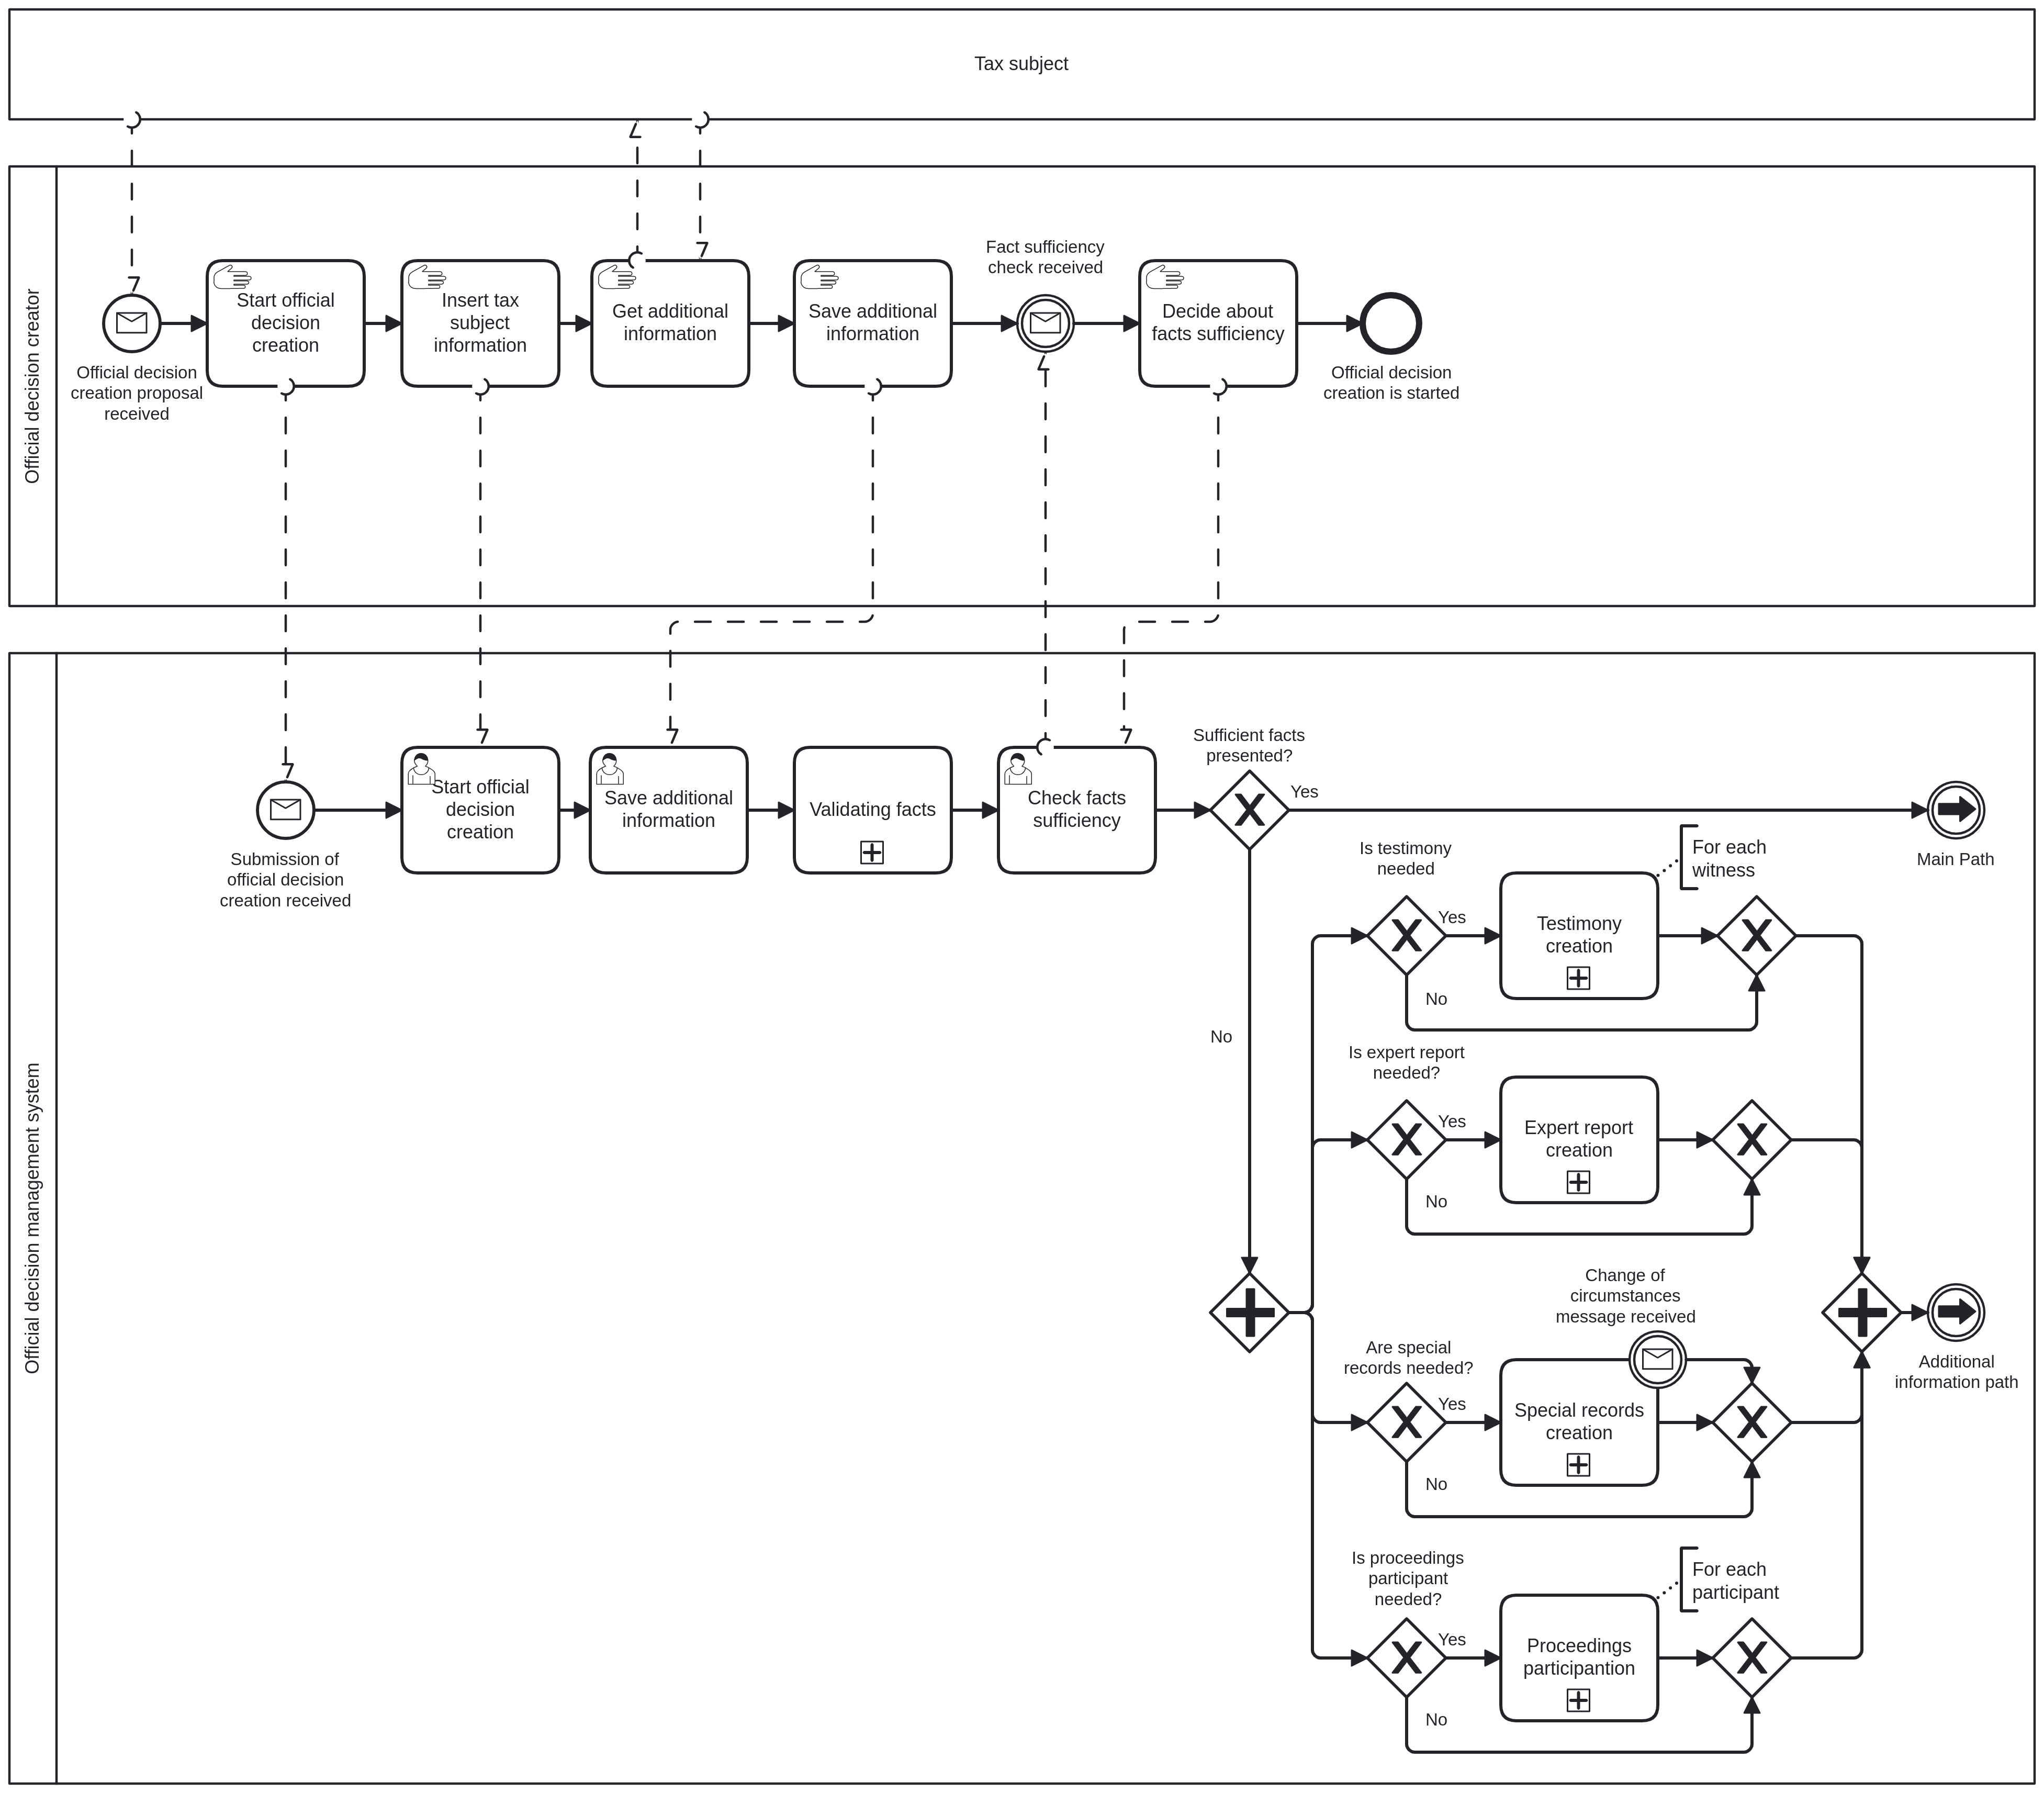 Tax subject
Official decision creator
Official decision
creation proposal
received
Start official
decision
creation
Insert tax
subject
information
Get additional
information
Save additional
information
Fact sufficiency
check received
Decide about
facts sufficiency
Official decision
creation is started
Official decision management system
Submission of
official decision
creation received
Start official
decision
creation
Save additional
information
Validating facts
Check facts
sufficiency
Sufficient facts
presented?
Yes
Main Path
No
Is testimony
needed
Yes
No
Testimony
creation
For each
witness
Is expert report
needed?
Yes
No
Expert report
creation
Change of
circumstances
message received
Are special
records needed?
Yes
No
Special records
creation
Additional
information path
Is proceedings
participant
needed?
Yes
No
Proceedings
participantion
For each
participant